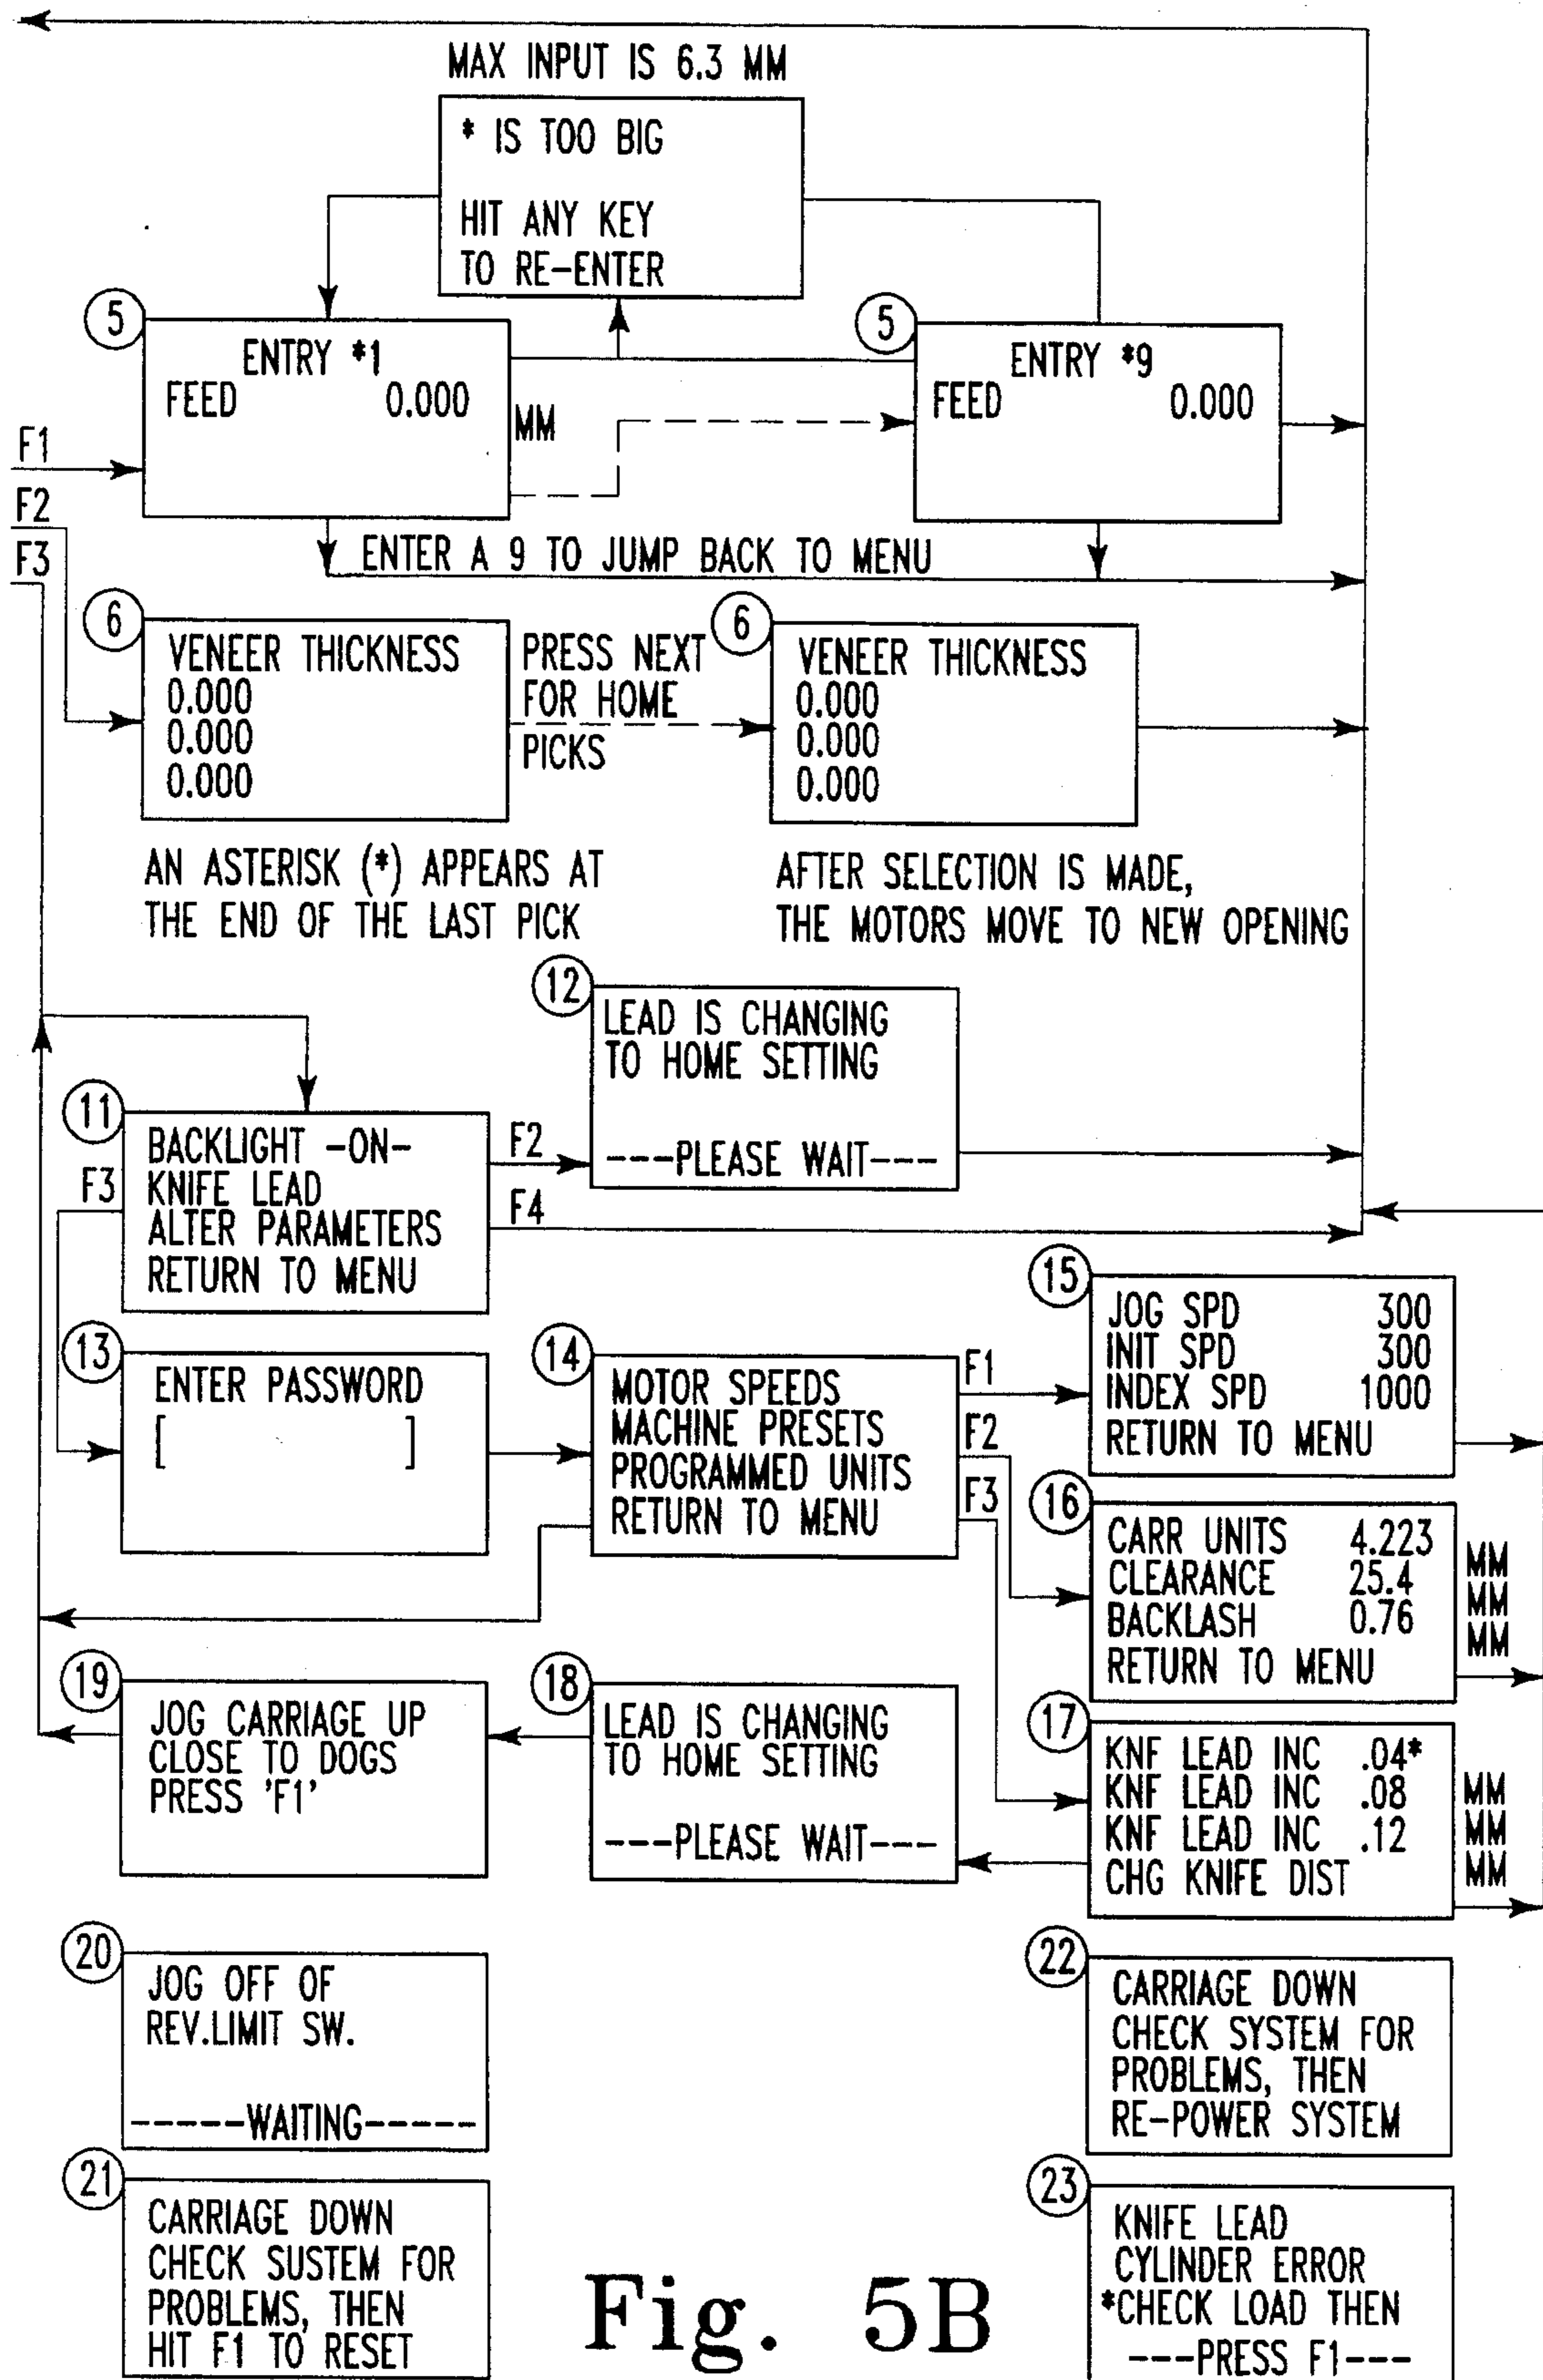 MAX INPUT IS 6.3 MM
* IS TOO BIG
HIT ANY KEY
TO RE-ENTER
5
ENTRY *1
FEED 0.000
MM
5
ENTRY *9
FEED 0.000
F1
F2
F3
ENTER A 9 TO JUMP BACK TO MENU
6
VENEER THICKNESS
0.000
0.000
0.000
PRESS NEXT
FOR HOME
PICKS
6
VENEER THICKNESS
0.000
0.000
0.000
AN ASTERISK (*) APPEARS AT
THE END OF THE LAST PICK
AFTER SELECTION IS MADE,
THE MOTORS MOVE TO NEW OPENING
12
LEAD IS CHANGING
TO HOME SETTING
---PLEASE WAIT---
11
BACKLIGHT -ON-
KNIFE LEAD
ALTER PARAMETERS
RETURN TO MENU
F3
F2
F4
13
ENTER PASSWORD
[ ]
14
MOTOR SPEEDS
MACHINE PRESETS
PROGRAMMED UNITS
RETURN TO MENU
F1
F2
F3
15
JOG SPD 300
INIT SPD 300
INDEX SPD 1000
RETURN TO MENU
16
CARR UNITS 4.223
CLEARANCE 25.4
BACKLASH 0.76
RETURN TO MENU
MM
MM
MM
19
JOG CARRIAGE UP
CLOSE TO DOGS
PRESS 'F1'
18
LEAD IS CHANGING
TO HOME SETTING
---PLEASE WAIT---
17
KNF LEAD INC .04*
KNF LEAD INC .08
KNF LEAD INC .12
CHG KNIFE DIST
MM
MM
MM
20
JOG OFF OF
REV.LIMIT SW.
-----WAITING-----
22
CARRIAGE DOWN
CHECK SYSTEM FOR
PROBLEMS, THEN
RE-POWER SYSTEM
21
CARRIAGE DOWN
CHECK SUSTEM FOR
PROBLEMS, THEN
HIT F1 TO RESET
23
KNIFE LEAD
CYLINDER ERROR
*CHECK LOAD THEN
---PRESS F1---
Fig. 5B